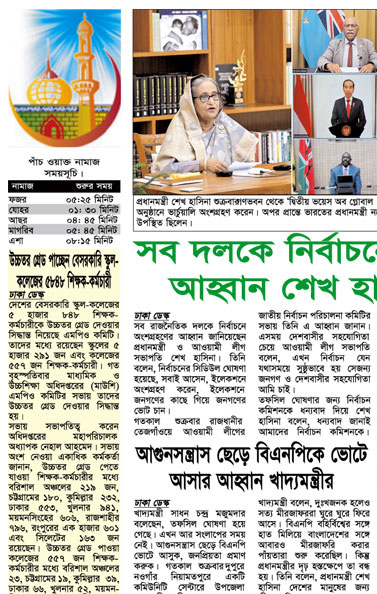 পাঁচ ওয়াক্ত নামাজ
সময়সূচি।
নামাজ শুরুর সময়
ফজর ০৫:২৫ মিনিট
যোহর ০১: ৩০ মিনিট
আছর ০৪: ৪৫ মিনিট
মাগরিব ০৫: ৪৫ মিনিট
এশা ০৮:১৫ মিনিট
উচ্চতর গ্রেড পাচ্ছেন বেসরকারি স্কুল-
কলেজের ৫৮৪৮ শিক্ষক-কর্মচারী
ঢাকা ডেস্ক
দেশের বেসরকারি স্কুল-কলেজের
৫ হাজার ৮৪৮ শিক্ষক-
কর্মচারীকে উচ্চতর গ্রেড দেওয়ার
সিদ্ধান্ত নিয়েছে এমপিও কমিটি।
তাদের মধ্যে রয়েছেন স্কুলের ৫
হাজার ২৯১ জন এবং কলেজের
৫৫৭ জন শিক্ষক-কর্মচারী। গত
বৃহস্পতিবার মাধ্যমিক ও
উচ্চশিক্ষা অধিদপ্তরের (মাউশি)
এমপিও কমিটির সভায় তাদের
উচ্চতর গ্রেড দেওয়ার সিদ্ধান্ত
হয়।
সভায় সভাপতিত্ব করেন
অধিদপ্তরের মহাপরিচালক
অধ্যাপক নেহাল আহমেদ। সভায়
অংশ নেওয়া একাধিক কর্মকর্তা
জানান, উচ্চতর গ্রেড পেতে
যাওয়া শিক্ষক-কর্মচারীদের মধ্যে
বরিশাল অঞ্চলের ২১৯ জন,
চট্টগ্রামের ১৮০, কুমিল্লার ২৩২,
ঢাকার ৫৫৩, খুলনার ৯৪১,
ময়মনসিংহের ৬০৬, রাজশাহীর
৭৯৬, রংপুরের এক হাজার ৬০১
এবং সিলেটের ১৬৩ জন
রয়েছেন। উচ্চতর গ্রেড পাওয়া
কলেজের ৫৫৭ জন শিক্ষক-
কর্মচারীর মধ্যে বরিশাল অঞ্চলের
২৩, চট্টগ্রামের ১৯, কুমিল্লার ৩৯,
ঢাকার ৬৬, খুলনার ৫২, ময়মন-
প্রধানমন্ত্রী শেখ হাসিনা শুক্রবার গণভবন থেকে 'দ্বিতীয় ভয়েস অব গ্লোবাল
অনুষ্ঠানে ভার্চুয়ালি অংশগ্রহণ করেন। অপর প্রান্তে ভারতের প্রধানমন্ত্রী ন
উপস্থিত ছিলেন।
সব দলকে নির্বাচনে
আহ্বান শেখ হা
ঢাকা ডেস্ক
সব রাজনৈতিক দলকে নির্বাচনে
অংশগ্রহণের আহ্বান জানিয়েছেন
প্রধানমন্ত্রী ও আওয়ামী লীগ
সভাপতি শেখ হাসিনা। তিনি
বলেন, নির্বাচনের সিডিউল ঘোষণা
হয়েছে, সবাই আসেন, ইলেকশনে
অংশগ্রহণ করেন, ইলেকশনে
জনগণের কাছে গিয়ে জনগণের
ভোট চান।
গতকাল শুক্রবার রাজধানীর
তেজগাঁওয়ে আওয়ামী লীগের
জাতীয় নির্বাচন পরিচালনা কমিটির
সভায় তিনি এ আহ্বান জানান।
এসময় দেশবাসীর সহযোগিতা
চেয়ে আওয়ামী লীগ সভাপতি
বলেন, এখন নির্বাচন যেন
যথাসময়ে সুষ্ঠুভাবে হয় সেজন্য
জনগণ ও দেশবাসীর সহযোগিতা
আমি চাই।
তফসিল ঘোষণার জন্য নির্বাচন
কমিশনকে ধন্যবাদ দিয়ে শেখ
হাসিনা বলেন, ধন্যবাদ জানাই
আমাদের নির্বাচন কমিশনকে।
আগুনসন্ত্রাস ছেড়ে বিএনপিকে ভোটে
আসার আহ্বান খাদ্যমন্ত্রীর
ঢাকা ডেস্ক
খাদ্যমন্ত্রী সাধন চন্দ্র মজুমদার
বলেছেন, তফসিল ঘোষণা হয়ে
গেছে। এখন আর সংলাপের সময়
নেই। আগুনসন্ত্রাস ছেড়ে বিএনপি
ভোটে আসুক, জনপ্রিয়তা প্রমাণ
করুক। গতকাল শুক্রবার দুপুরে
নওগাঁর নিয়ামতপুরে একটি
কমিউনিটি সেন্টারে উপজেলা
খাদ্যমন্ত্রী বলেন, দুঃখজনক হলেও
সত্য মীরজাফররা ঘুরে ঘুরে ফিরে
আসে। বিএনপি বহির্বিশ্বের সঙ্গে
হাত মিলিয়ে বাংলাদেশের সঙ্গে
আবারও মীরজাফরি করার
পাঁয়তারা শুরু করেছিল। কিন্তু
প্রধানমন্ত্রীর দৃঢ় হস্তক্ষেপে তা বন্ধ
হয়। তিনি বলেন, প্রধানমন্ত্রী শেখ
হাসিনা দেশের মানুষের জন্য